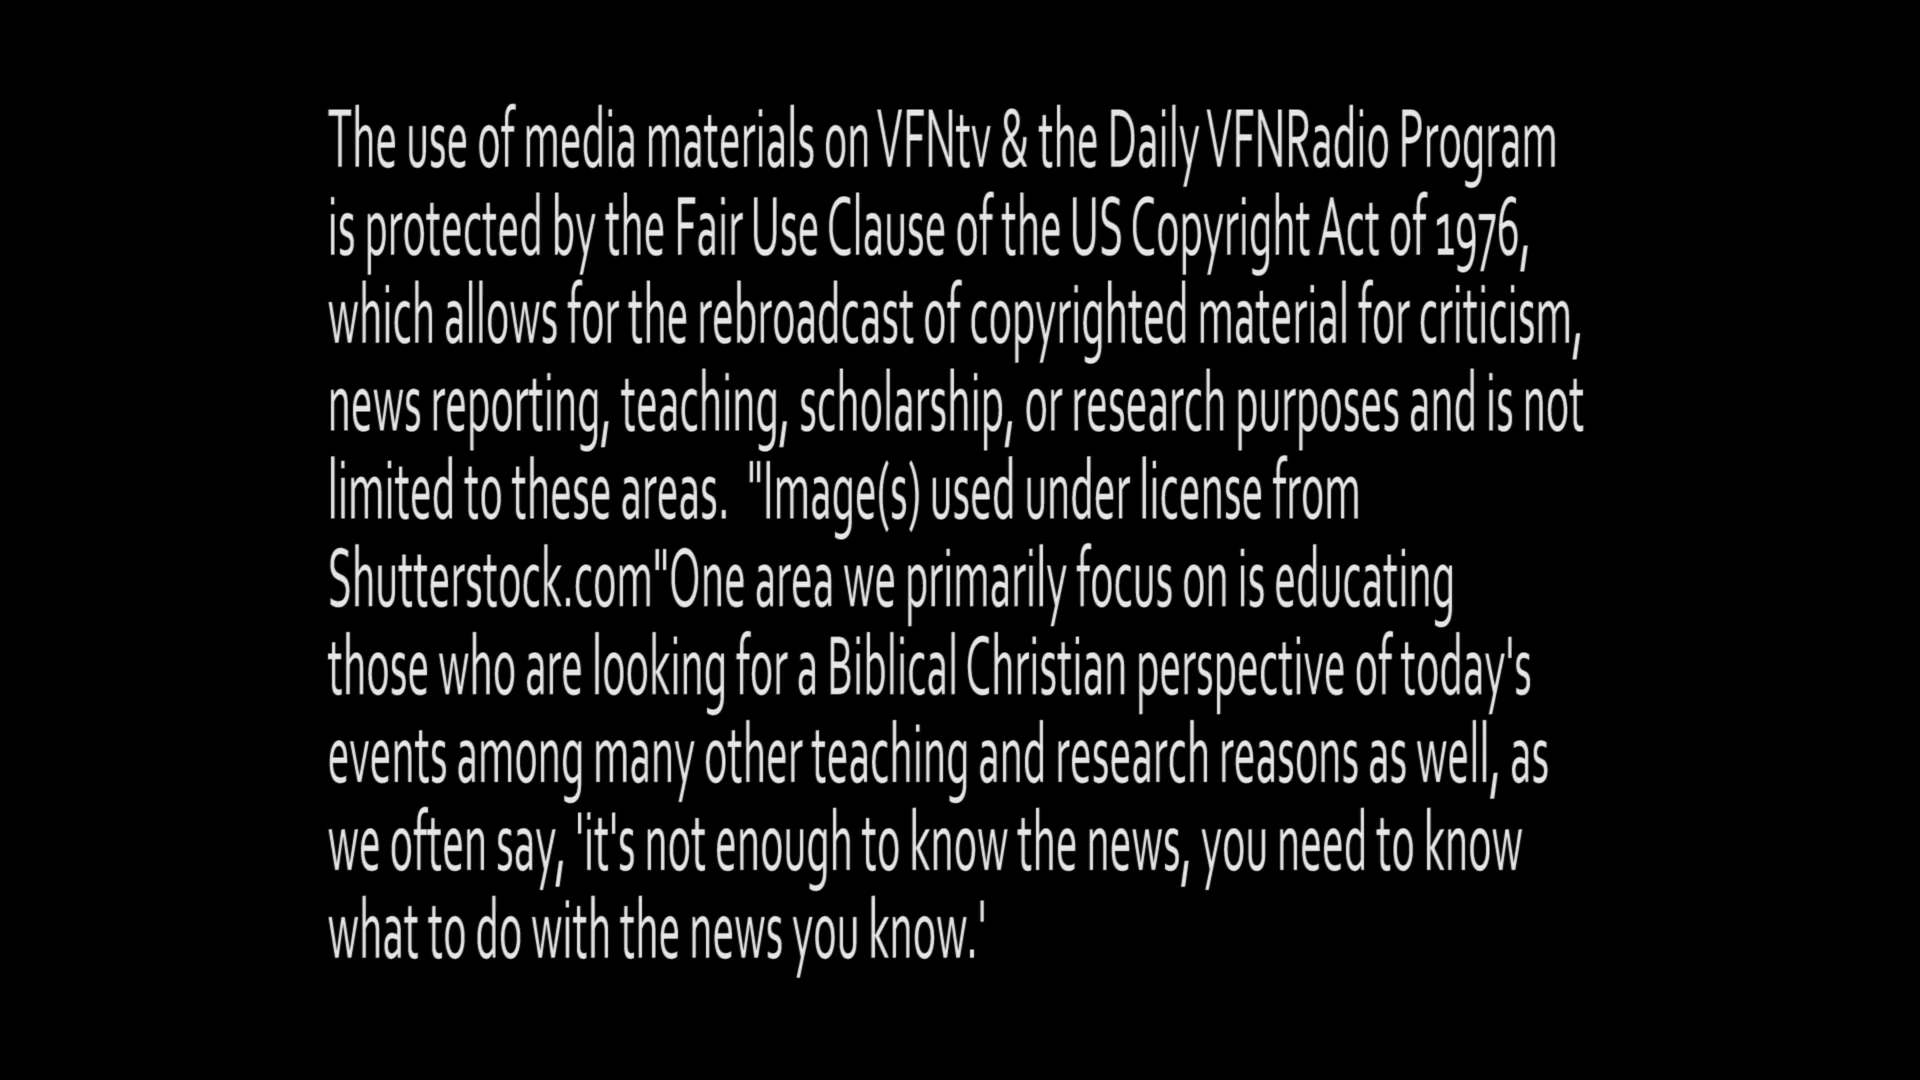 The use of media materials on VFNtv & the Daily VFNRadio Program
is protected by the Fair Use Clause of the US Copyright Act of 1976,
which allows for the rebroadcast of copyrighted material for criticism,
news reporting, teaching, scholarship, or research purposes and is not
limited to these areas.  "Image(s) used under license from
Shutterstock.com"One area we primarily focus on is educating
those who are looking for a Biblical Christian perspective of today's
events among many other teaching and research reasons as well, as
we often say, 'it's not enough to know the news, you need to know
what to do with the news you know.'